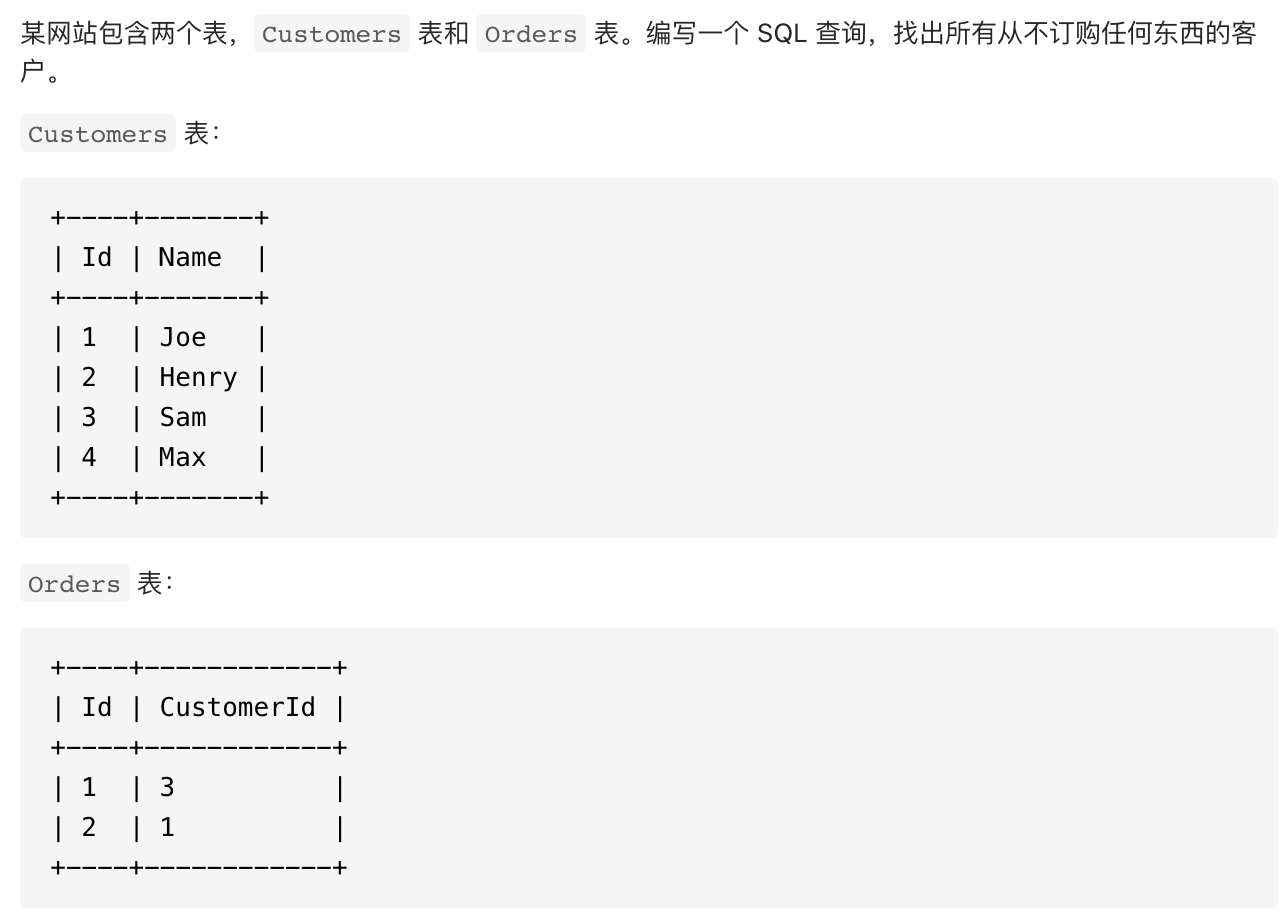 某网站包含两个表，Customers 表和 Orders 表。编写一个 SQL 查询，找出所有从不订购任何东西的客
户。
Customers 表：
+----+-------+
| Id | Name  |
+----+-------+
| 1  | Joe   |
| 2  | Henry |
| 3  | Sam   |
| 4  | Max   |
+----+-------+
Orders 表：
+----+------------+
| Id | CustomerId |
+----+------------+
| 1  | 3          |
| 2  | 1          |
+----+------------+